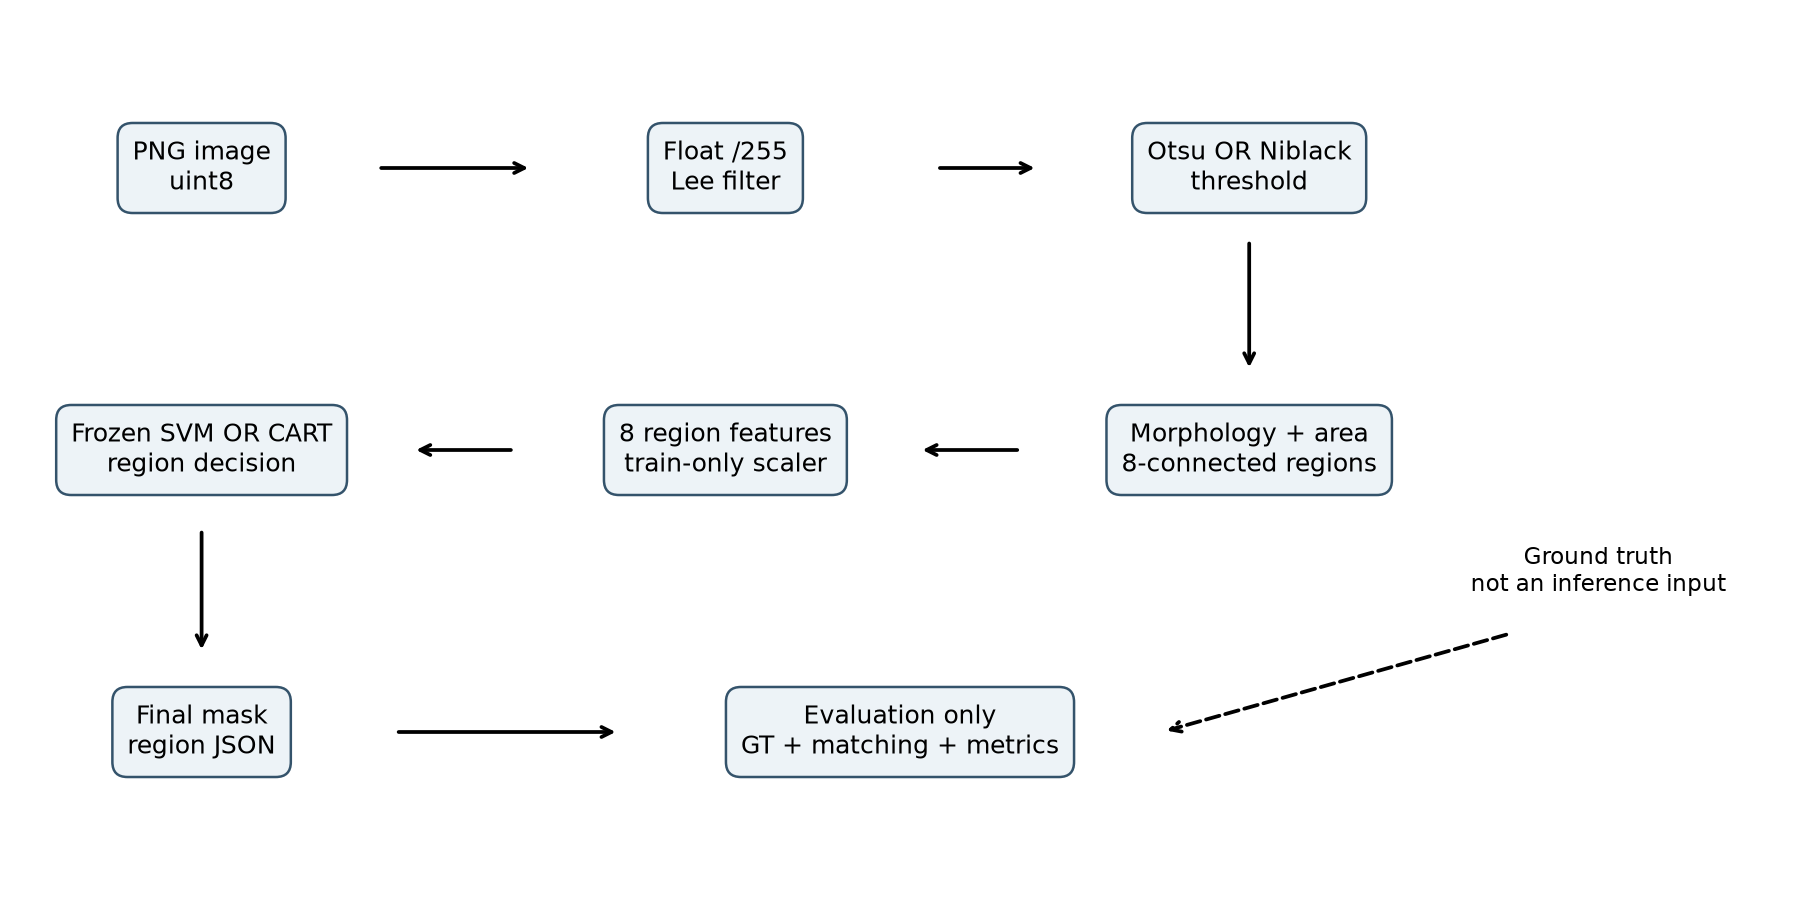 PNG image
uint8
Float /255
Lee filter
Otsu OR Niblack
threshold
Morphology + area
8-connected regions
8 region features
train-only scaler
Frozen SVM OR CART
region decision
Ground truth
not an inference input
Final mask
region JSON
Evaluation only
GT + matching + metrics